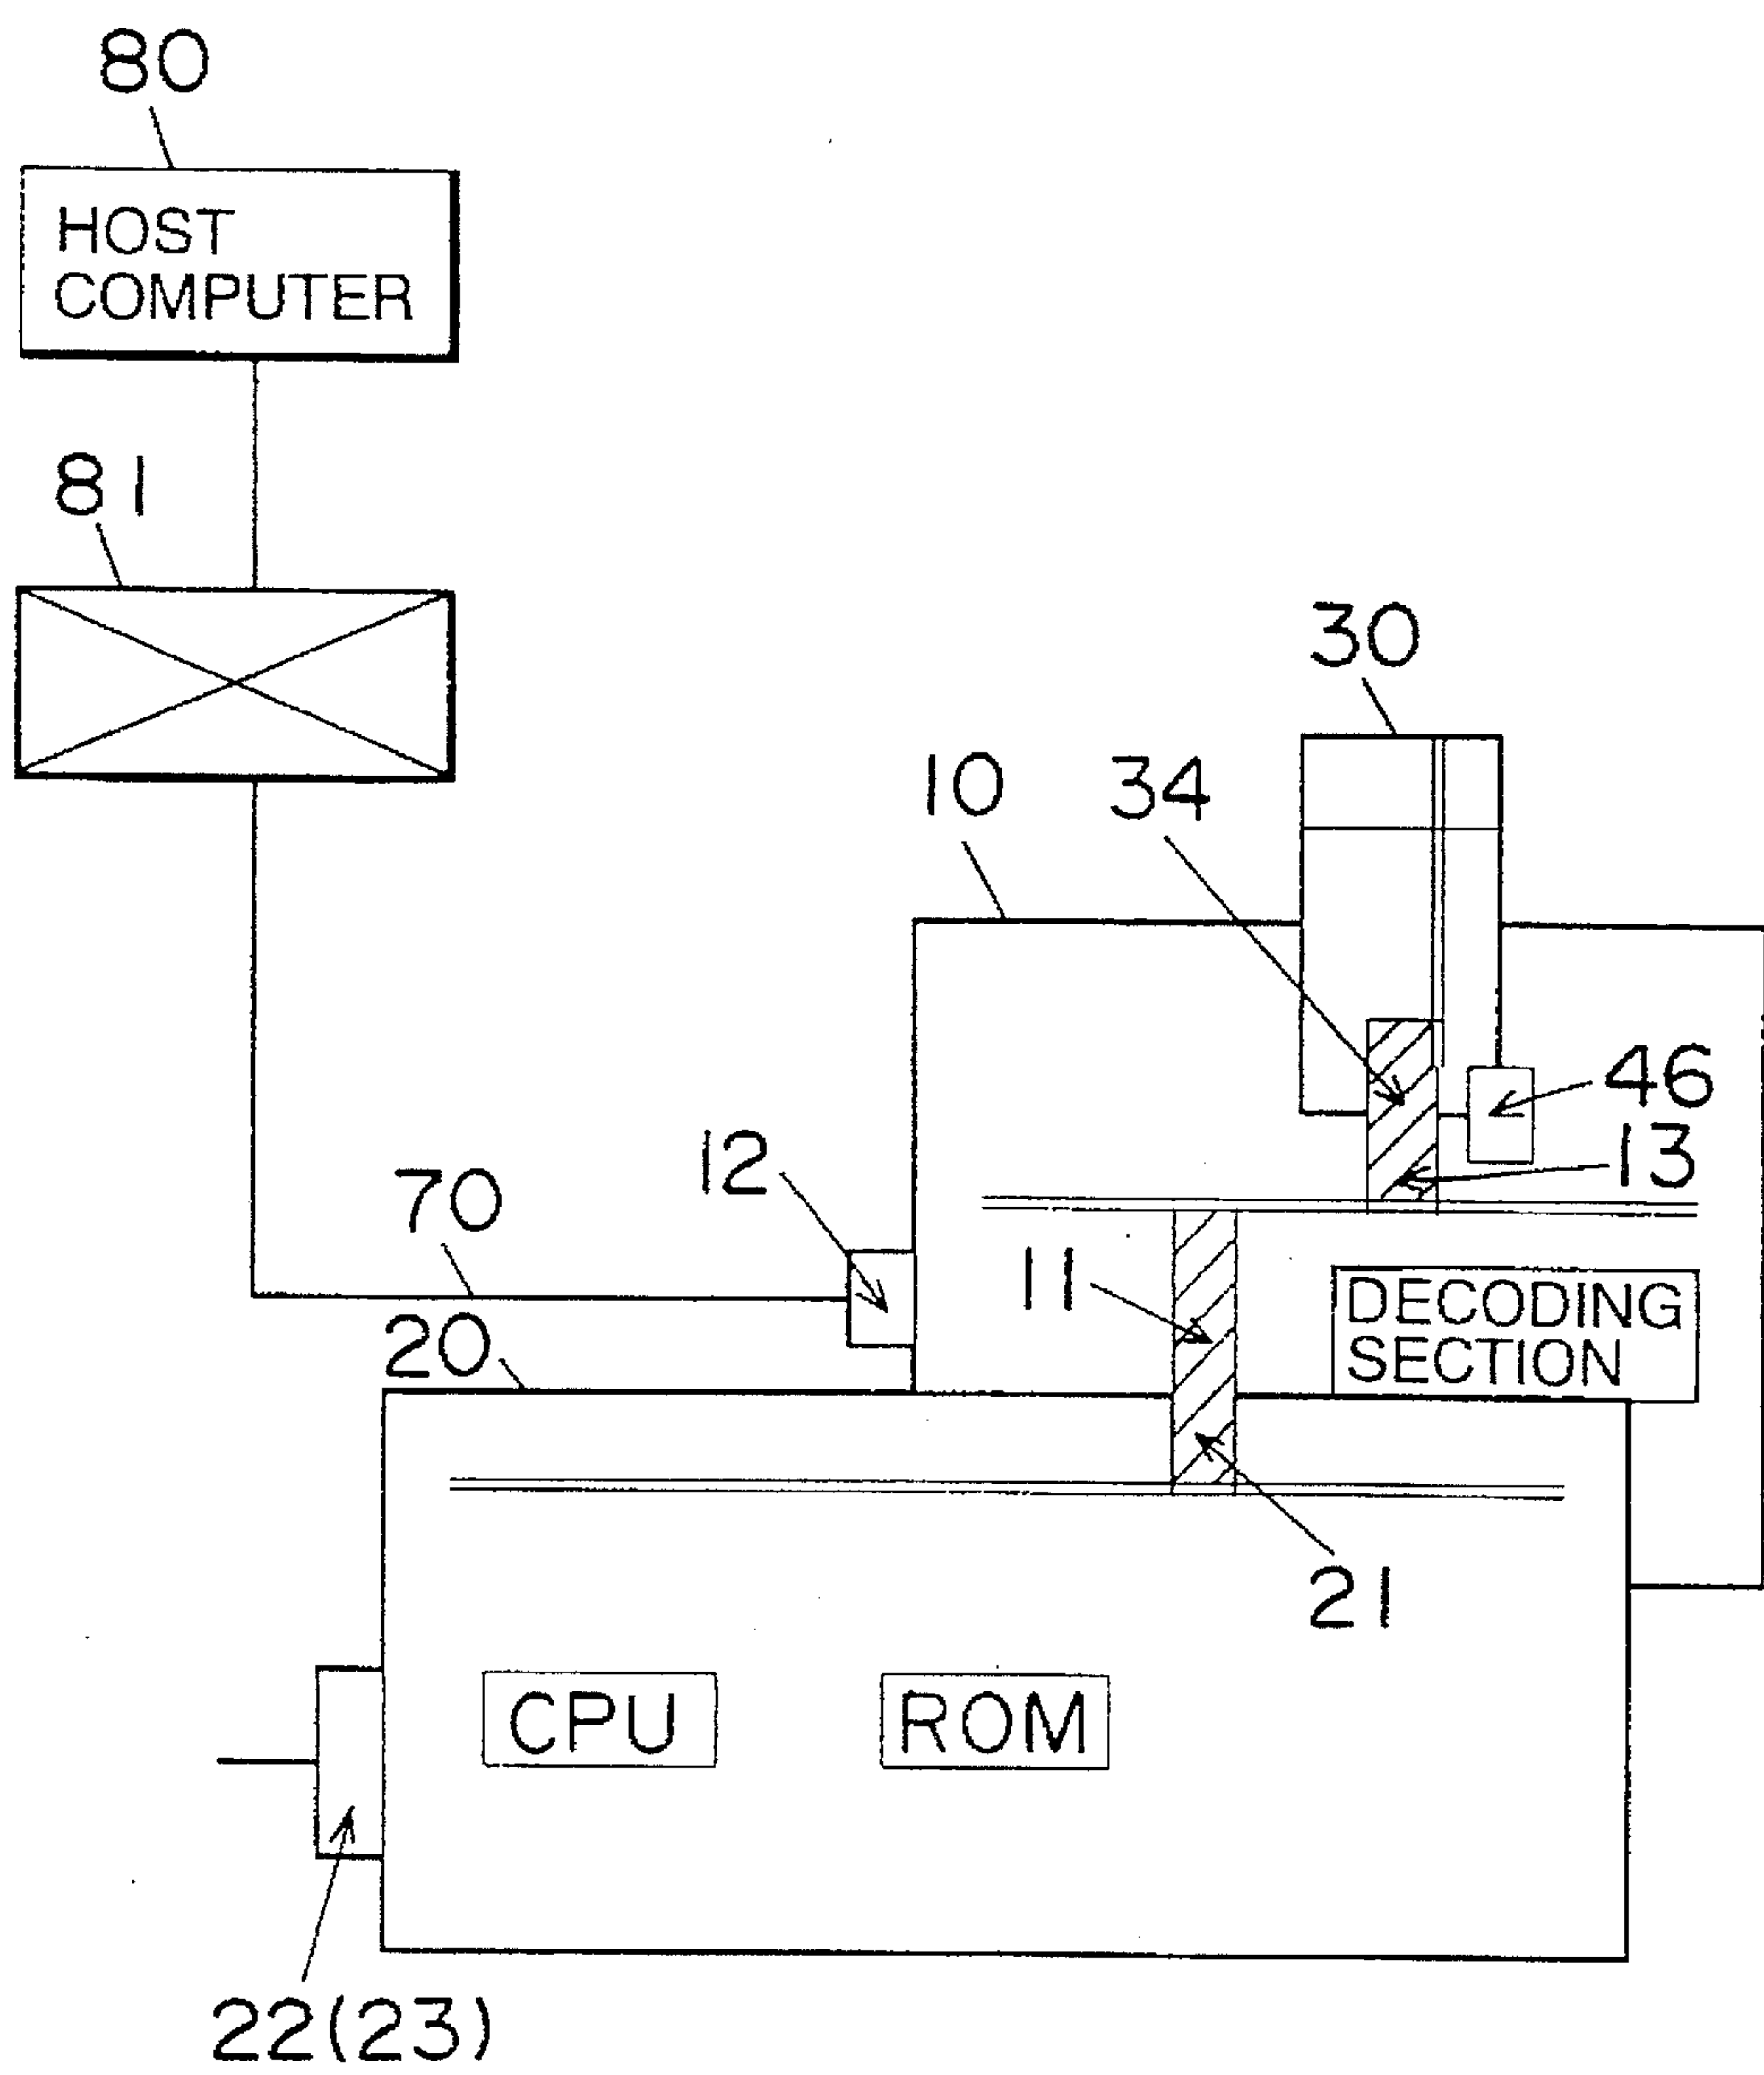 80
HOST
COMPUTER
81
30
10
34
46
12
13
70
11
20
DECODING
SECTION
21
CPU
ROM
22(23)